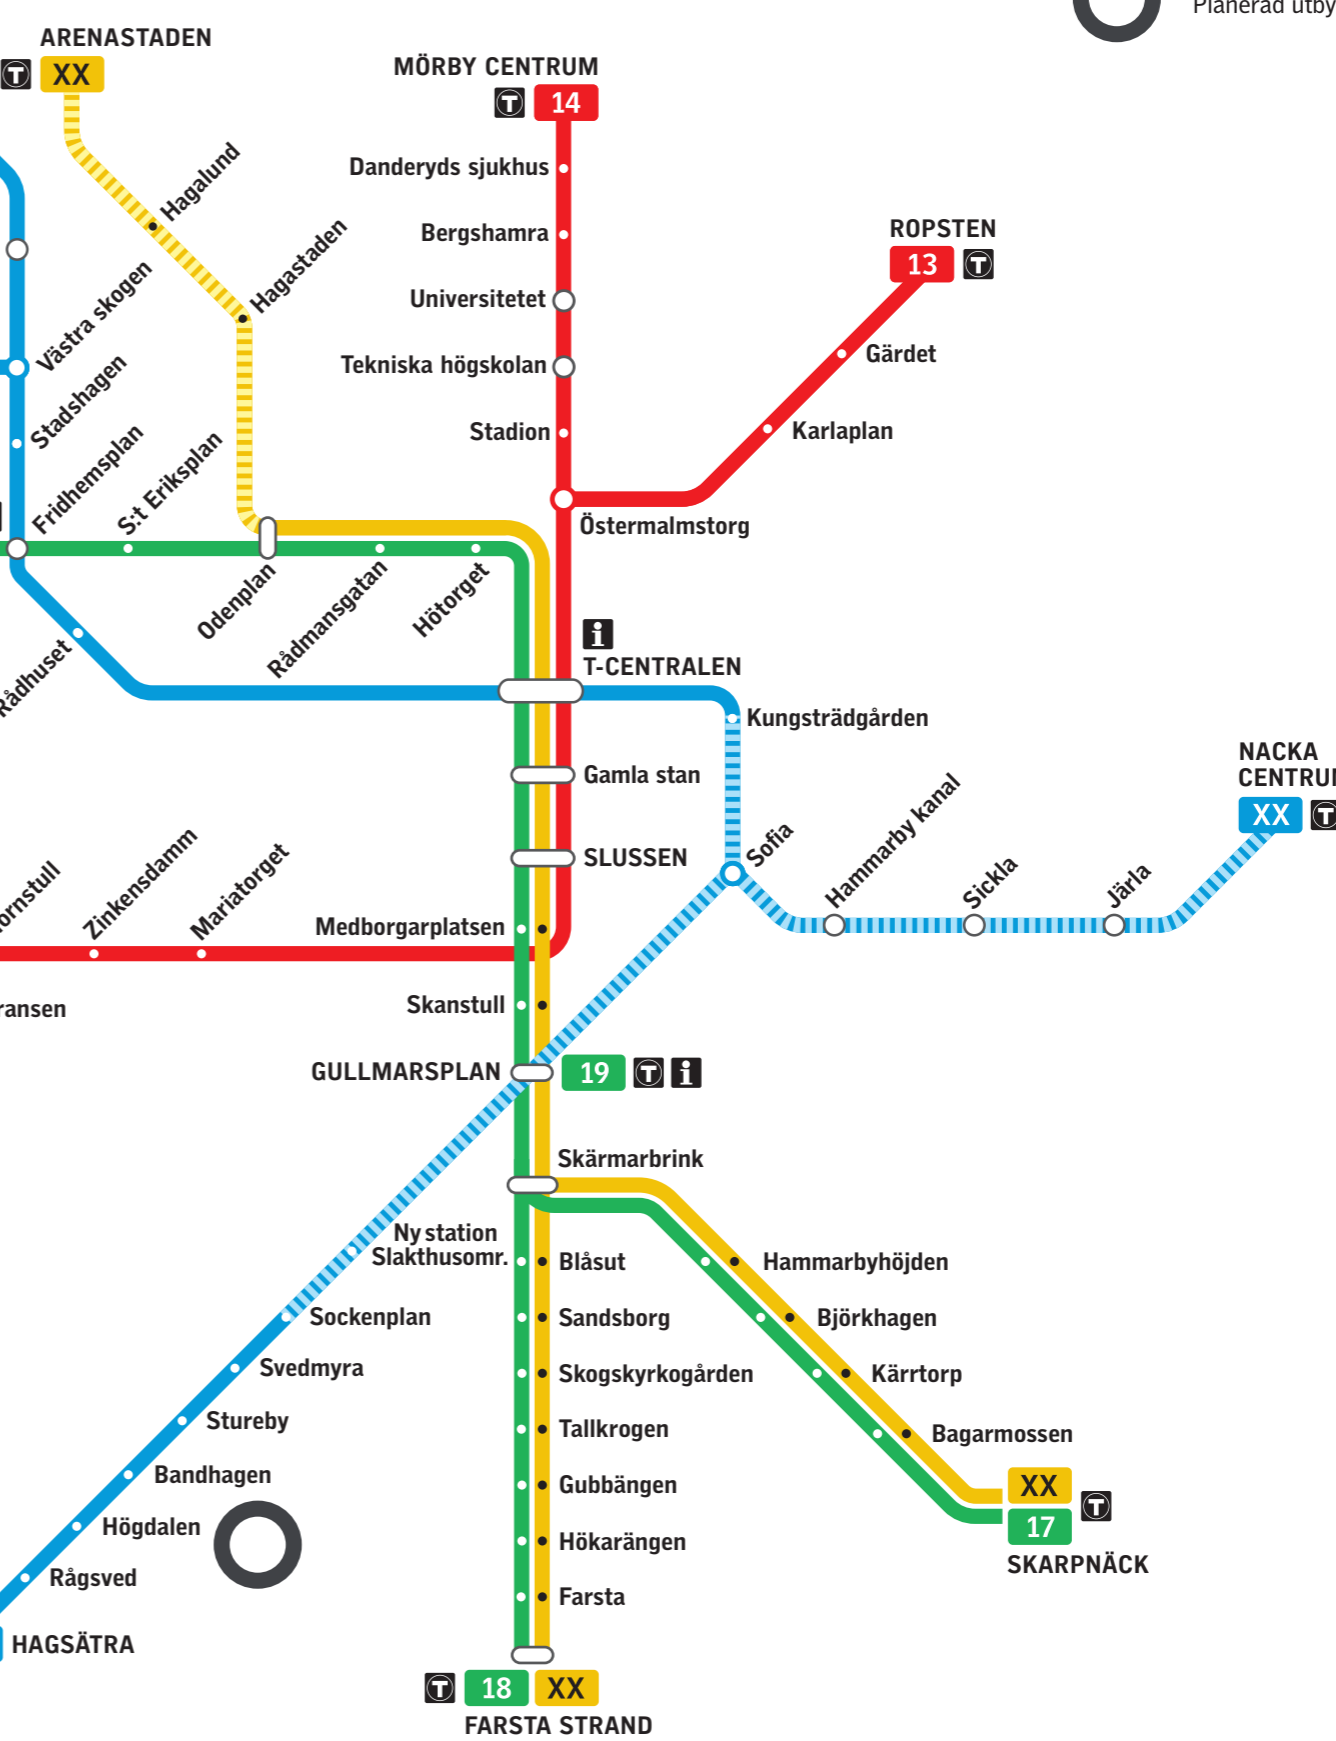 Planerad utby
ARENASTADEN
T
XX
MÖRBY CENTRUM
T
14
Hagalund
Danderyds sjukhus
Bergshamra
ROPSTEN
13
T
Hagastaden
Universitetet
Västra skogen
Tekniska högskolan
Gärdet
Stadshagen
Stadion
Karlaplan
Fridhemsplan
S:t Eriksplan
Östermalmstorg
Odenplan
Rådmansgatan
Hötorget
i
T-CENTRALEN
Rådhuset
Kungsträdgården
Gamla stan
NACKA
CENTRUM
XX
T
Hammarby kanal
Sofia
Sickla
Järla
SLUSSEN
ornstull
Zinkensdamm
Mariatorget
Medborgarplatsen
ransen
Skanstull
GULLMARSPLAN
19
T
i
Skärmarbrink
Ny station
Slakthusomr.
Blåsut
Hammarbyhöjden
Sockenplan
Sandsborg
Björkhagen
Svedmyra
Skogskyrkogården
Kärrtorp
Stureby
Tallkrogen
Bagarmossen
Bandhagen
Gubbängen
XX
T
17
SKARPNÄCK
Högdalen
Hökarängen
Rågsved
Farsta
HAGSÄTRA
T
18
XX
FARSTA STRAND